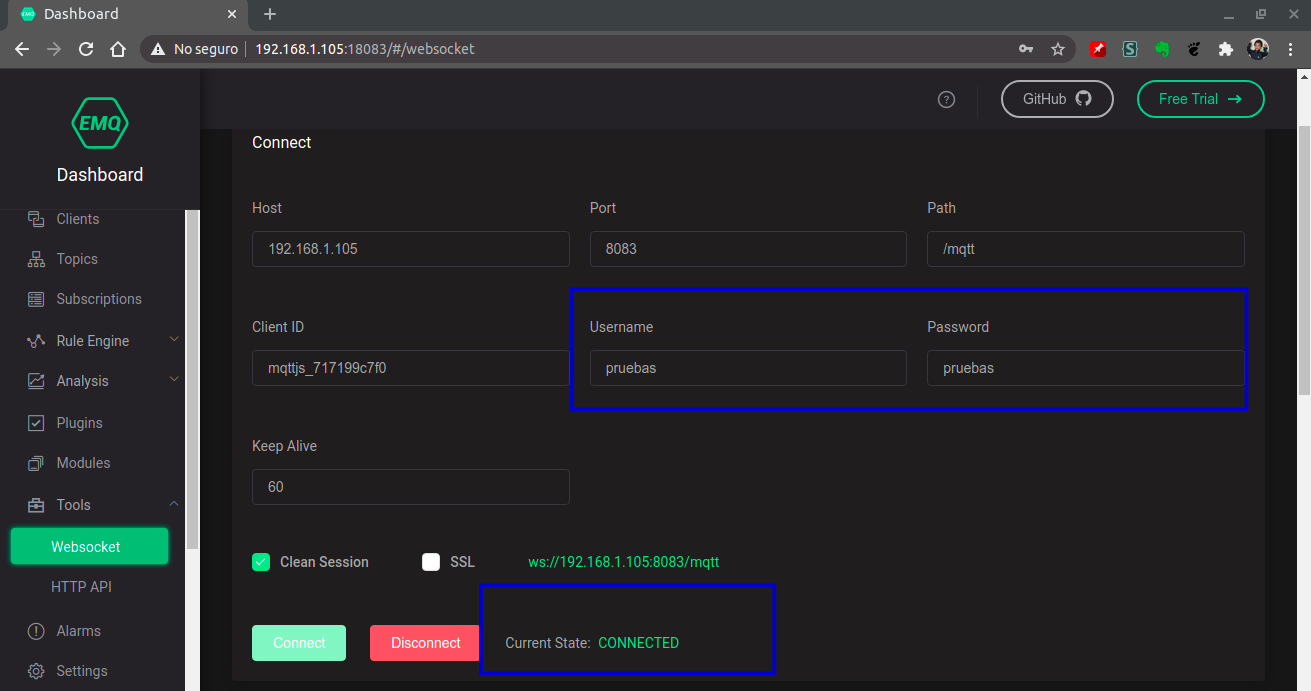 Dashboard
No seguro 192.168.1.105:18083/#/websocket
S
EMQ
Dashboard
Clients
Topics
Subscriptions
Rule Engine
Analysis
Plugins
Modules
Tools
Websocket
HTTP API
Alarms
Settings
? GitHub Free Trial →
Connect
Host Port Path
192.168.1.105 8083 /mqtt
Client ID Username Password
mqttjs_717199c7f0 pruebas pruebas
Keep Alive
60
Clean Session SSL ws://192.168.1.105:8083/mqtt
Connect Disconnect Current State: CONNECTED